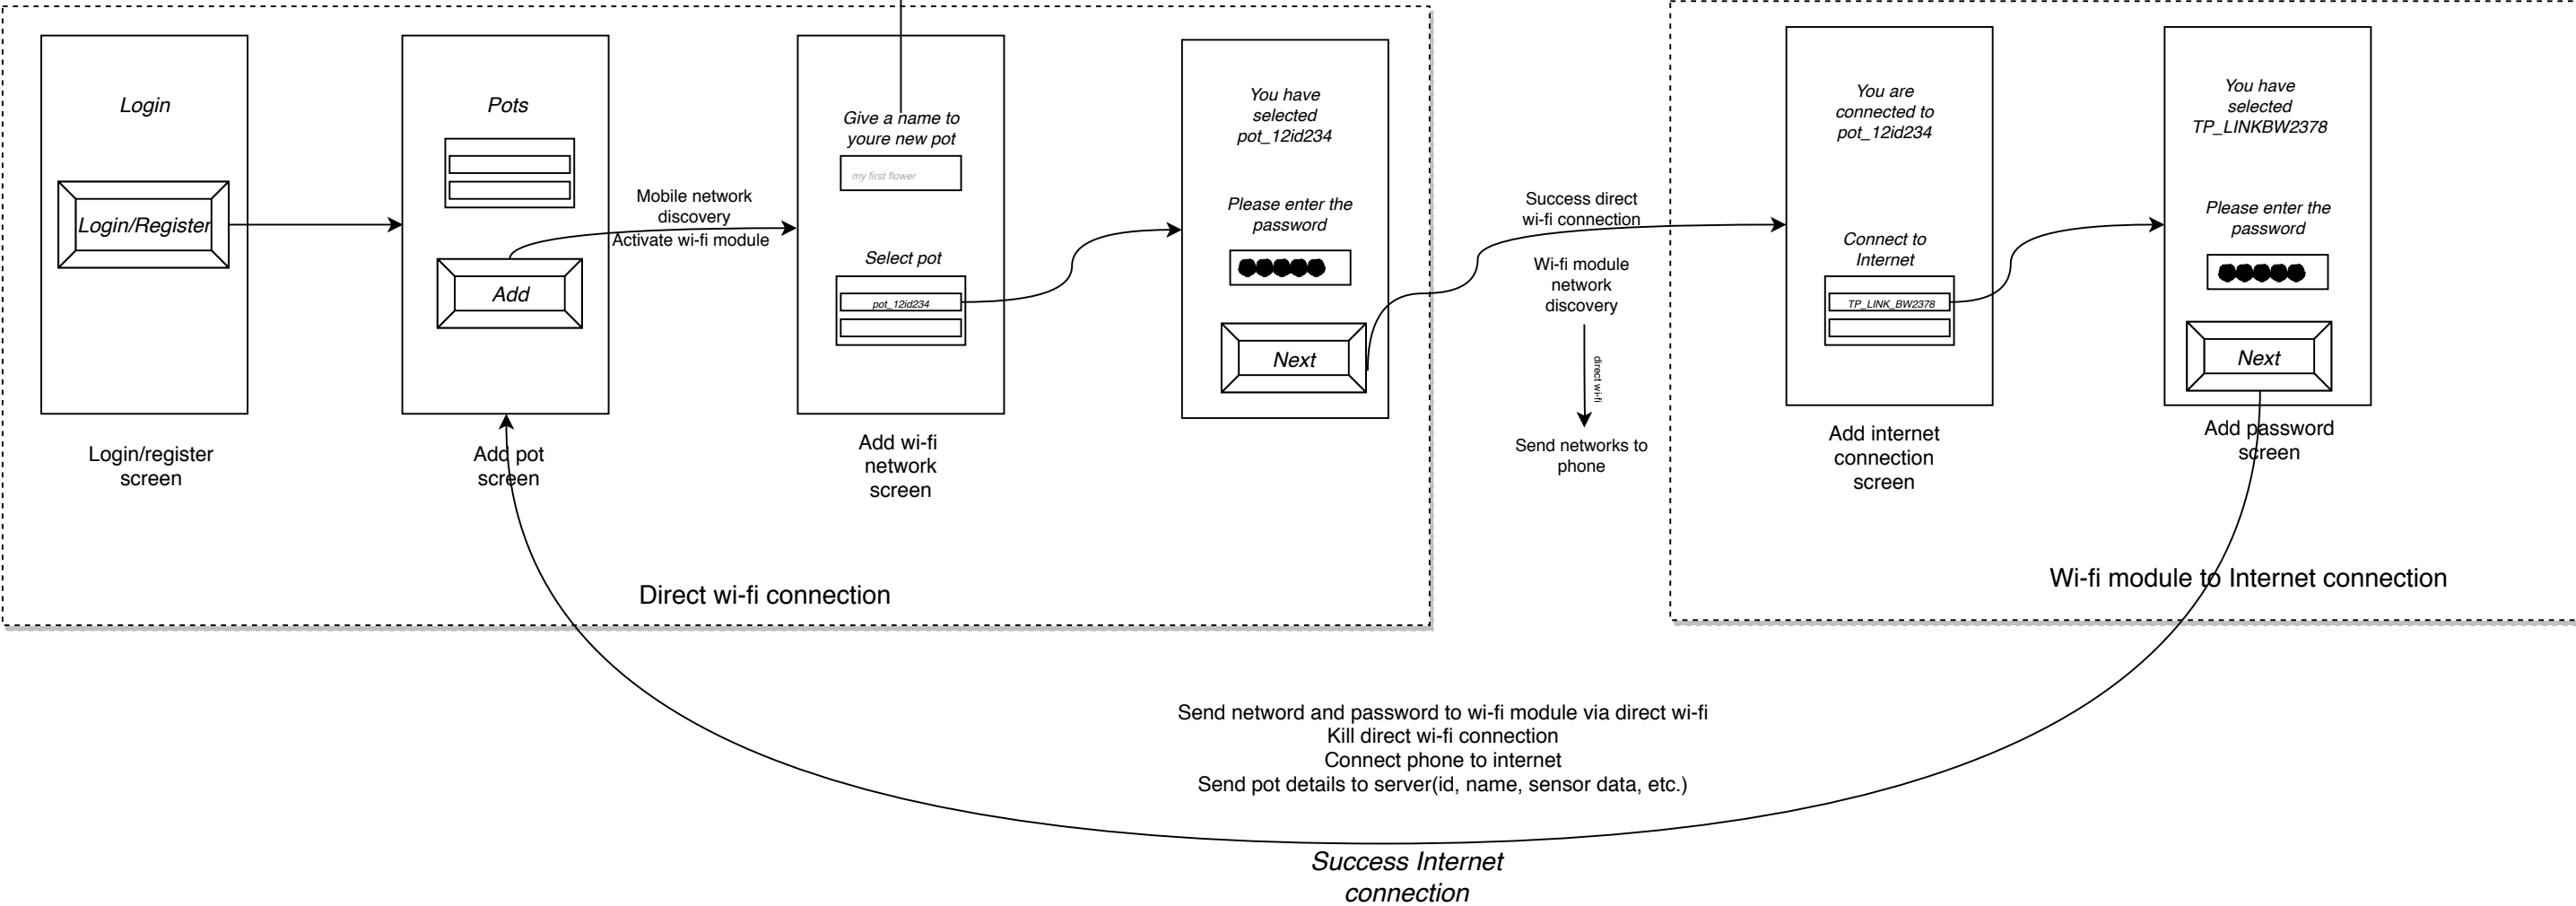 Login
Login/Register
Login/register
screen
Pots
Add
Add pot
screen
Mobile network
discovery
Activate wi-fi module
Give a name to
youre new pot
my first flower
Select pot
pot_12id234
Add wi-fi
network
screen
You have
selected
pot_12id234
Please enter the
password
Next
Direct wi-fi connection
Success direct
wi-fi connection
Wi-fi module
network
discovery
direct wi-fi
Send networks to
phone
You are
connected to
pot_12id234
Connect to
Internet
TP_LINK_BW2378
Add internet
connection
screen
You have
selected
TP_LINKBW2378
Please enter the
password
Next
Add password
screen
Wi-fi module to Internet connection
Send netword and password to wi-fi module via direct wi-fi
Kill direct wi-fi connection
Connect phone to internet
Send pot details to server(id, name, sensor data, etc.)
Success Internet
connection